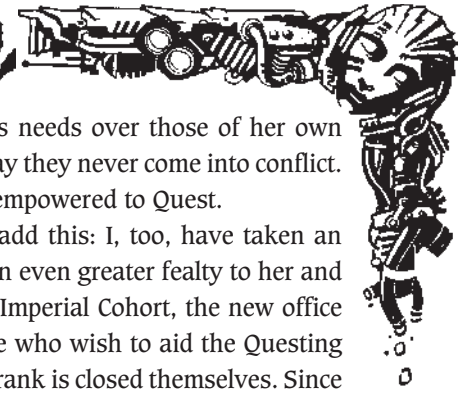 s needs over those of her own
ay they never come into conflict.
empowered to Quest.
add this: I, too, have taken an
n even greater fealty to her and
Imperial Cohort, the new office
e who wish to aid the Questing
rank is closed themselves. Since